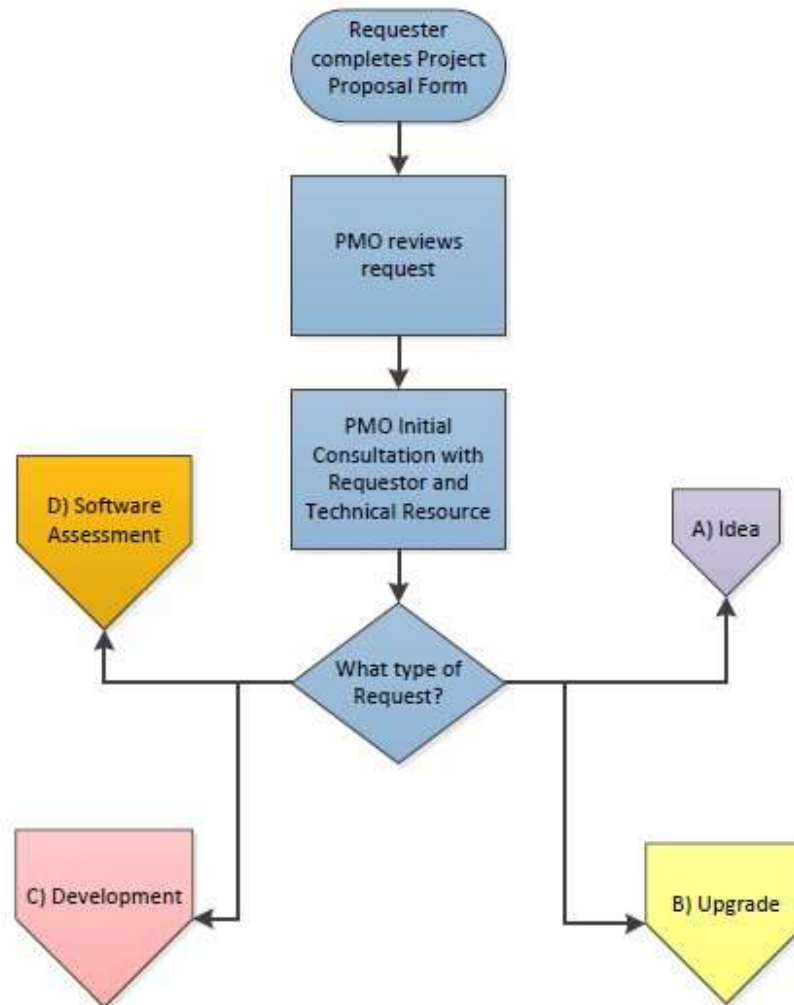 Requester
completes Project
Proposal Form
PMO reviews
request
PMO Initial
Consultation with
Requestor and
Technical Resource
D) Software
Assessment
A) Idea
What type of
Request?
C) Development
B) Upgrade